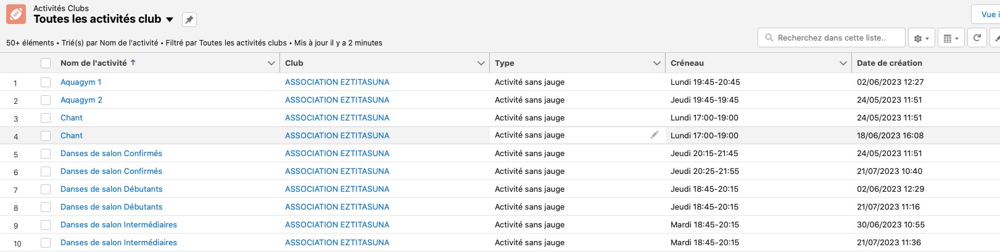 Activités Clubs
Toutes les activités club
50+ éléments • Trié(s) par Nom de l'activité • Filtré par Toutes les activités clubs • Mis à jour il y a 2 minutes
Vue
Recherchez dans cette liste..
Nom de l'activité Club Type Créneau Date de création
1 Aquagym 1 ASSOCIATION EZTITASUNA Activité sans jauge Lundi 19:45-20:45 02/06/2023 12:27
2 Aquagym 2 ASSOCIATION EZTITASUNA Activité sans jauge Jeudi 19:45-19:45 24/05/2023 11:51
3 Chant ASSOCIATION EZTITASUNA Activité sans jauge Lundi 17:00-19:00 24/05/2023 11:51
4 Chant ASSOCIATION EZTITASUNA Activité sans jauge Lundi 17:00-19:00 18/06/2023 16:08
5 Danses de salon Confirmés ASSOCIATION EZTITASUNA Activité sans jauge Jeudi 20:15-21:45 24/05/2023 11:51
6 Danses de salon Confirmés ASSOCIATION EZTITASUNA Activité sans jauge Jeudi 20:25-21:55 21/07/2023 10:40
7 Danses de salon Débutants ASSOCIATION EZTITASUNA Activité sans jauge Jeudi 18:45-20:15 02/06/2023 12:29
8 Danses de salon Débutants ASSOCIATION EZTITASUNA Activité sans jauge Jeudi 18:45-20:15 21/07/2023 11:16
9 Danses de salon Intermédiaires ASSOCIATION EZTITASUNA Activité sans jauge Mardi 18:45-20:15 30/06/2023 10:55
10 Danses de salon Intermédiaires ASSOCIATION EZTITASUNA Activité sans jauge Mardi 18:45-20:15 21/07/2023 11:36